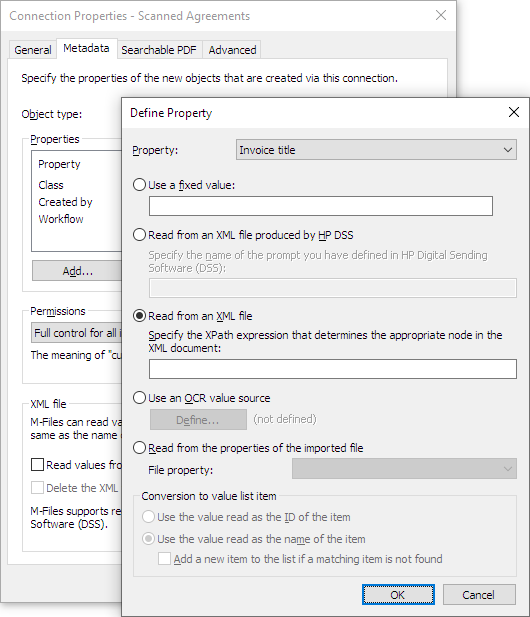 Connection Properties - Scanned Agreements
General
Metadata
Searchable PDF
Advanced
Specify the properties of the new objects that are created via this connection.
Object type:
Properties
Property
Class
Created by
Workflow
Add...
Permissions
Full control for all i
The meaning of "cu
XML file
M-Files can read va
same as the name
Read values fro
Delete the XML
M-Files supports re
Software (DSS).
Define Property
Property:
Invoice title
Use a fixed value:
Read from an XML file produced by HP DSS
Specify the name of the prompt you have defined in HP Digital Sending
Software (DSS):
Read from an XML file
Specify the XPath expression that determines the appropriate node in the
XML document:
Use an OCR value source
Define...
(not defined)
Read from the properties of the imported file
File property:
Conversion to value list item
Use the value read as the ID of the item
Use the value read as the name of the item
Add a new item to the list if a matching item is not found
OK
Cancel